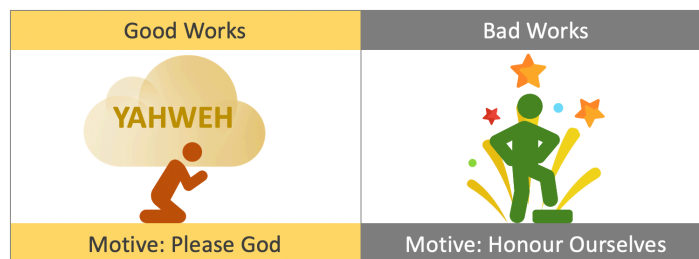 Good Works
Bad Works
YAHWEH
Motive: Please God
Motive: Honour Ourselves